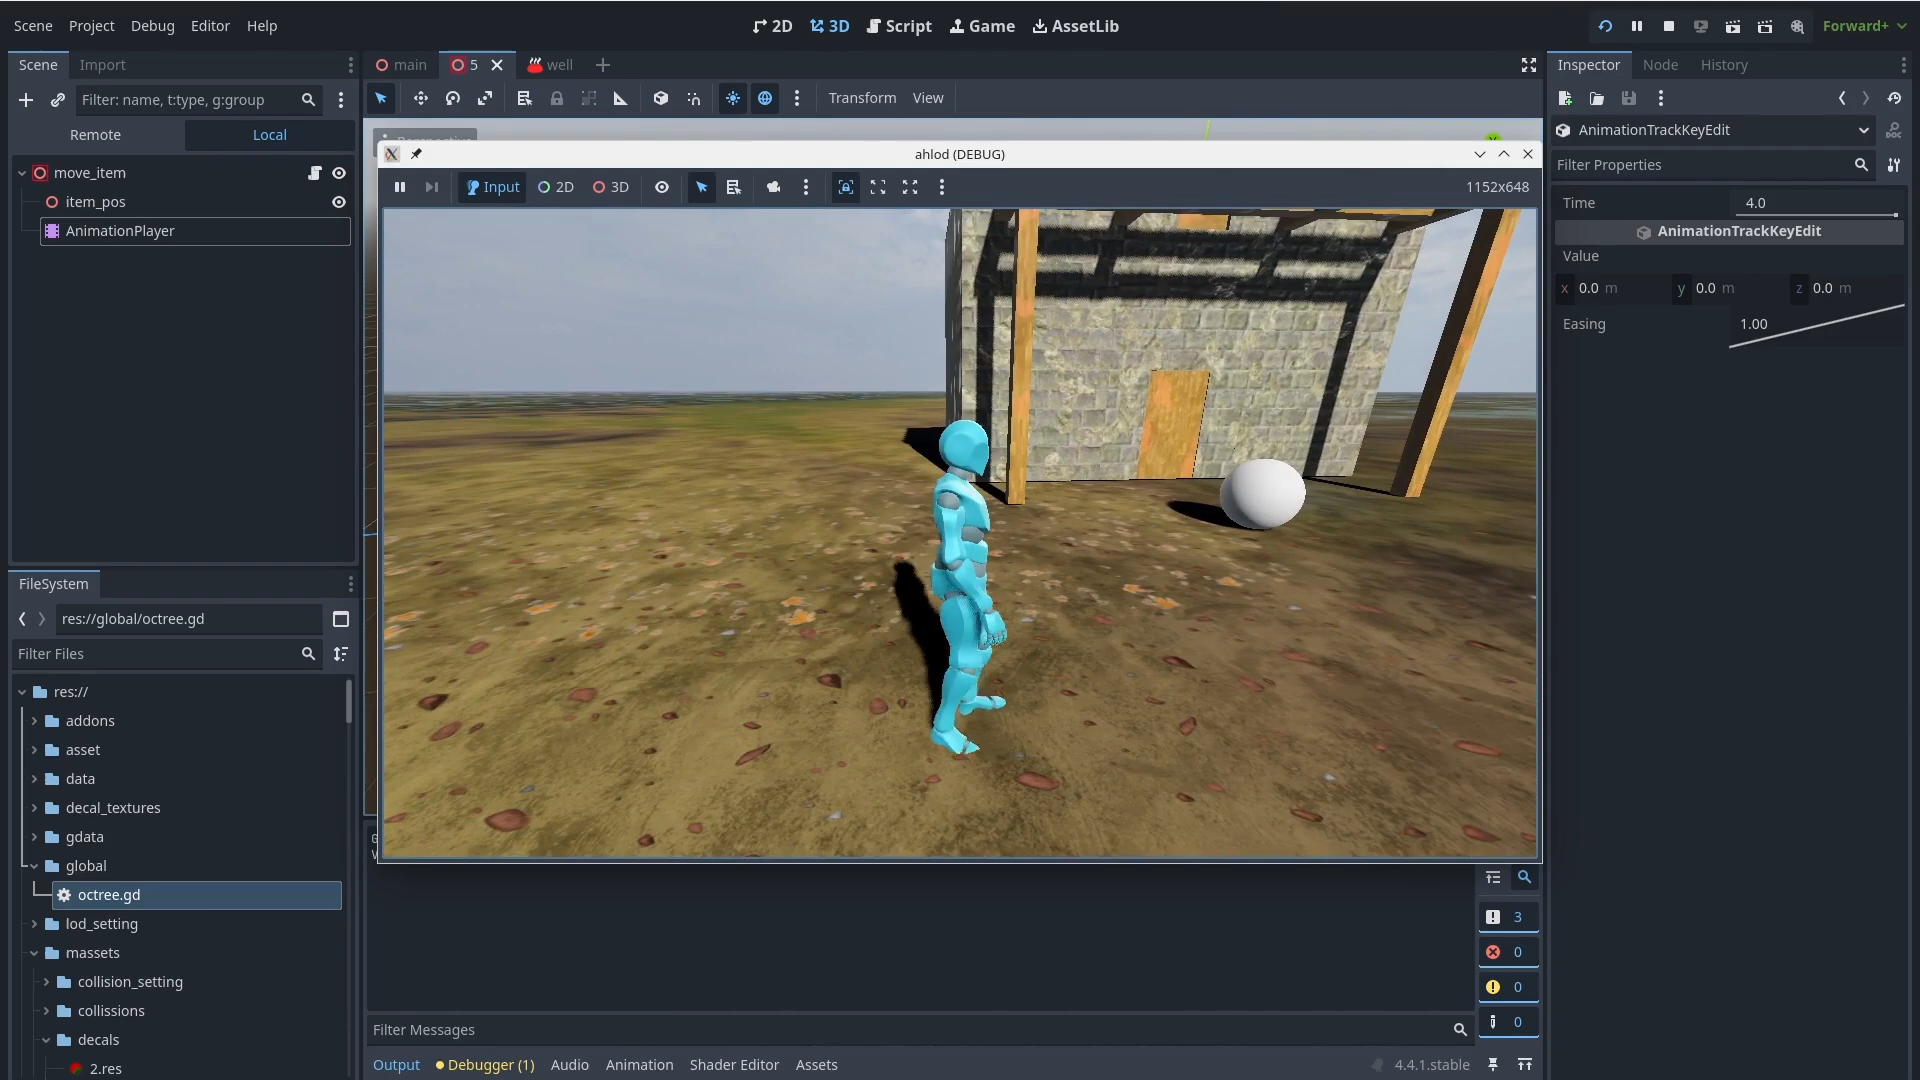 Scene Project Debug Editor Help 2D 3D Script Game AssetLib Forward+
Scene Import main 5 well Inspector Node History
Filter: name, t:type, g:group Transform View
Remote Local AnimationTrackKeyEdit
ahlod (DEBUG)
Filter Properties
move_item
Input 2D 3D 1152x648
item_pos Time 4.0
AnimationPlayer AnimationTrackKeyEdit
Value
x 0.0 m y 0.0 m z 0.0 m
Easing 1.00
FileSystem
res://global/octree.gd
Filter Files
res://
addons
asset
data
decal_textures
gdata
global
octree.gd
lod_setting
massets
collision_setting
collissions
decals
2.res
3
0
0
0
Filter Messages
Output Debugger (1) Audio Animation Shader Editor Assets 4.4.1.stable